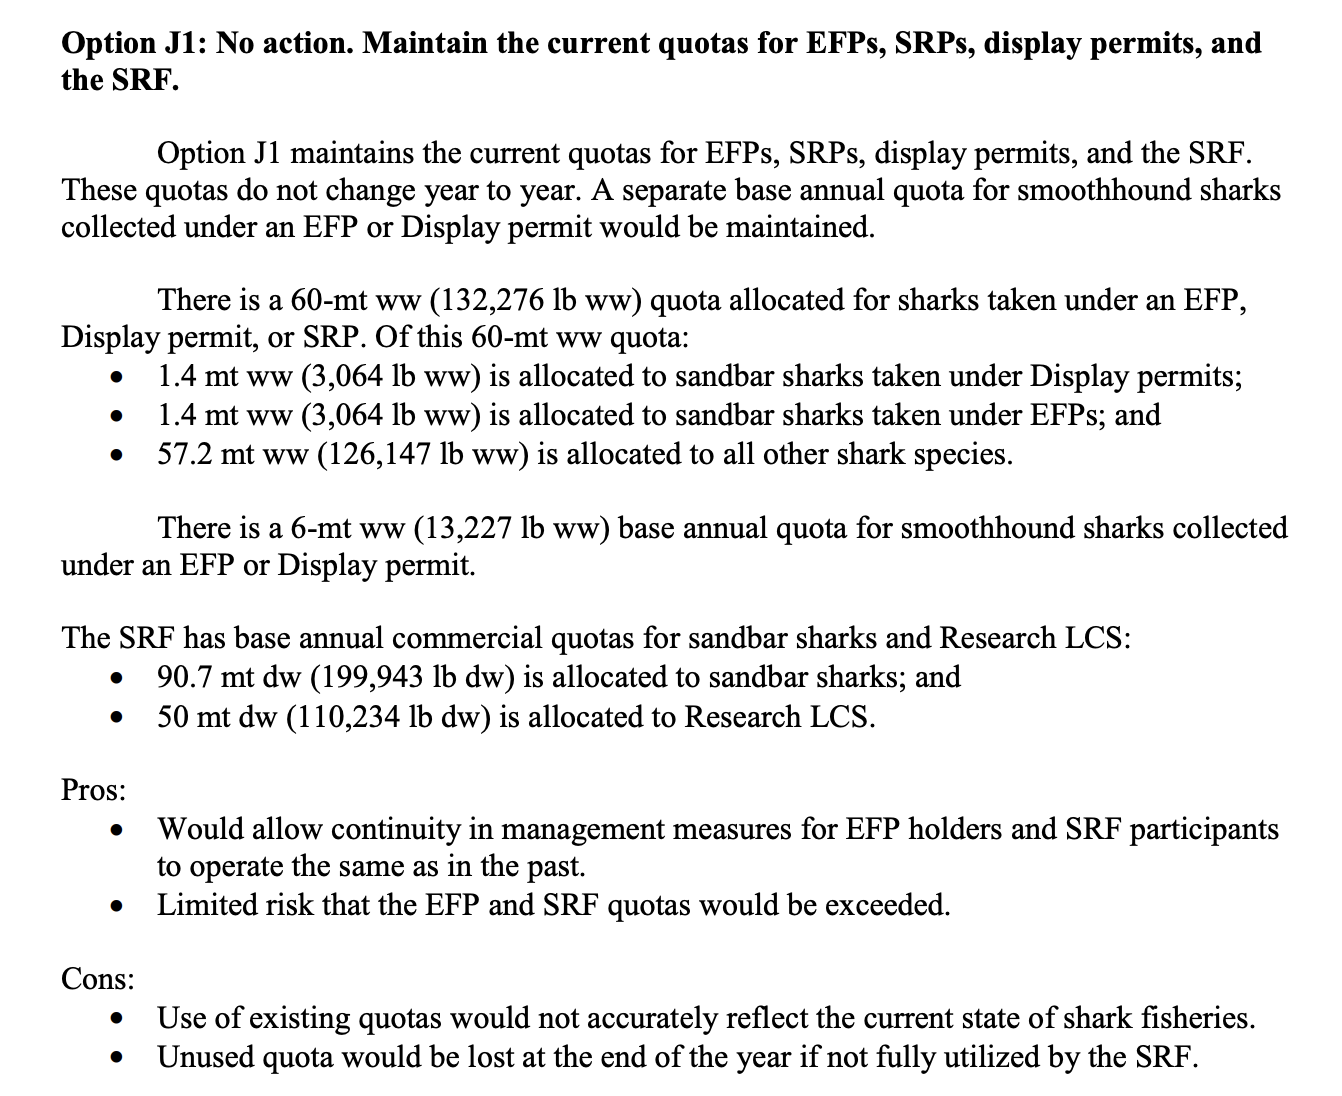 Option J1: No action. Maintain the current quotas for EFPs, SRPs, display permits, and
the SRF.
Option J1 maintains the current quotas for EFPs, SRPs, display permits, and the SRF.
These quotas do not change year to year. A separate base annual quota for smoothhound sharks
collected under an EFP or Display permit would be maintained.
There is a 60-mt ww (132,276 lb ww) quota allocated for sharks taken under an EFP,
Display permit, or SRP. Of this 60-mt ww quota:
• 1.4 mt ww (3,064 lb ww) is allocated to sandbar sharks taken under Display permits;
• 1.4 mt ww (3,064 lb ww) is allocated to sandbar sharks taken under EFPs; and
• 57.2 mt ww (126,147 lb ww) is allocated to all other shark species.
There is a 6-mt ww (13,227 lb ww) base annual quota for smoothhound sharks collected
under an EFP or Display permit.
The SRF has base annual commercial quotas for sandbar sharks and Research LCS:
• 90.7 mt dw (199,943 lb dw) is allocated to sandbar sharks; and
• 50 mt dw (110,234 lb dw) is allocated to Research LCS.
Pros:
• Would allow continuity in management measures for EFP holders and SRF participants
to operate the same as in the past.
• Limited risk that the EFP and SRF quotas would be exceeded.
Cons:
• Use of existing quotas would not accurately reflect the current state of shark fisheries.
• Unused quota would be lost at the end of the year if not fully utilized by the SRF.